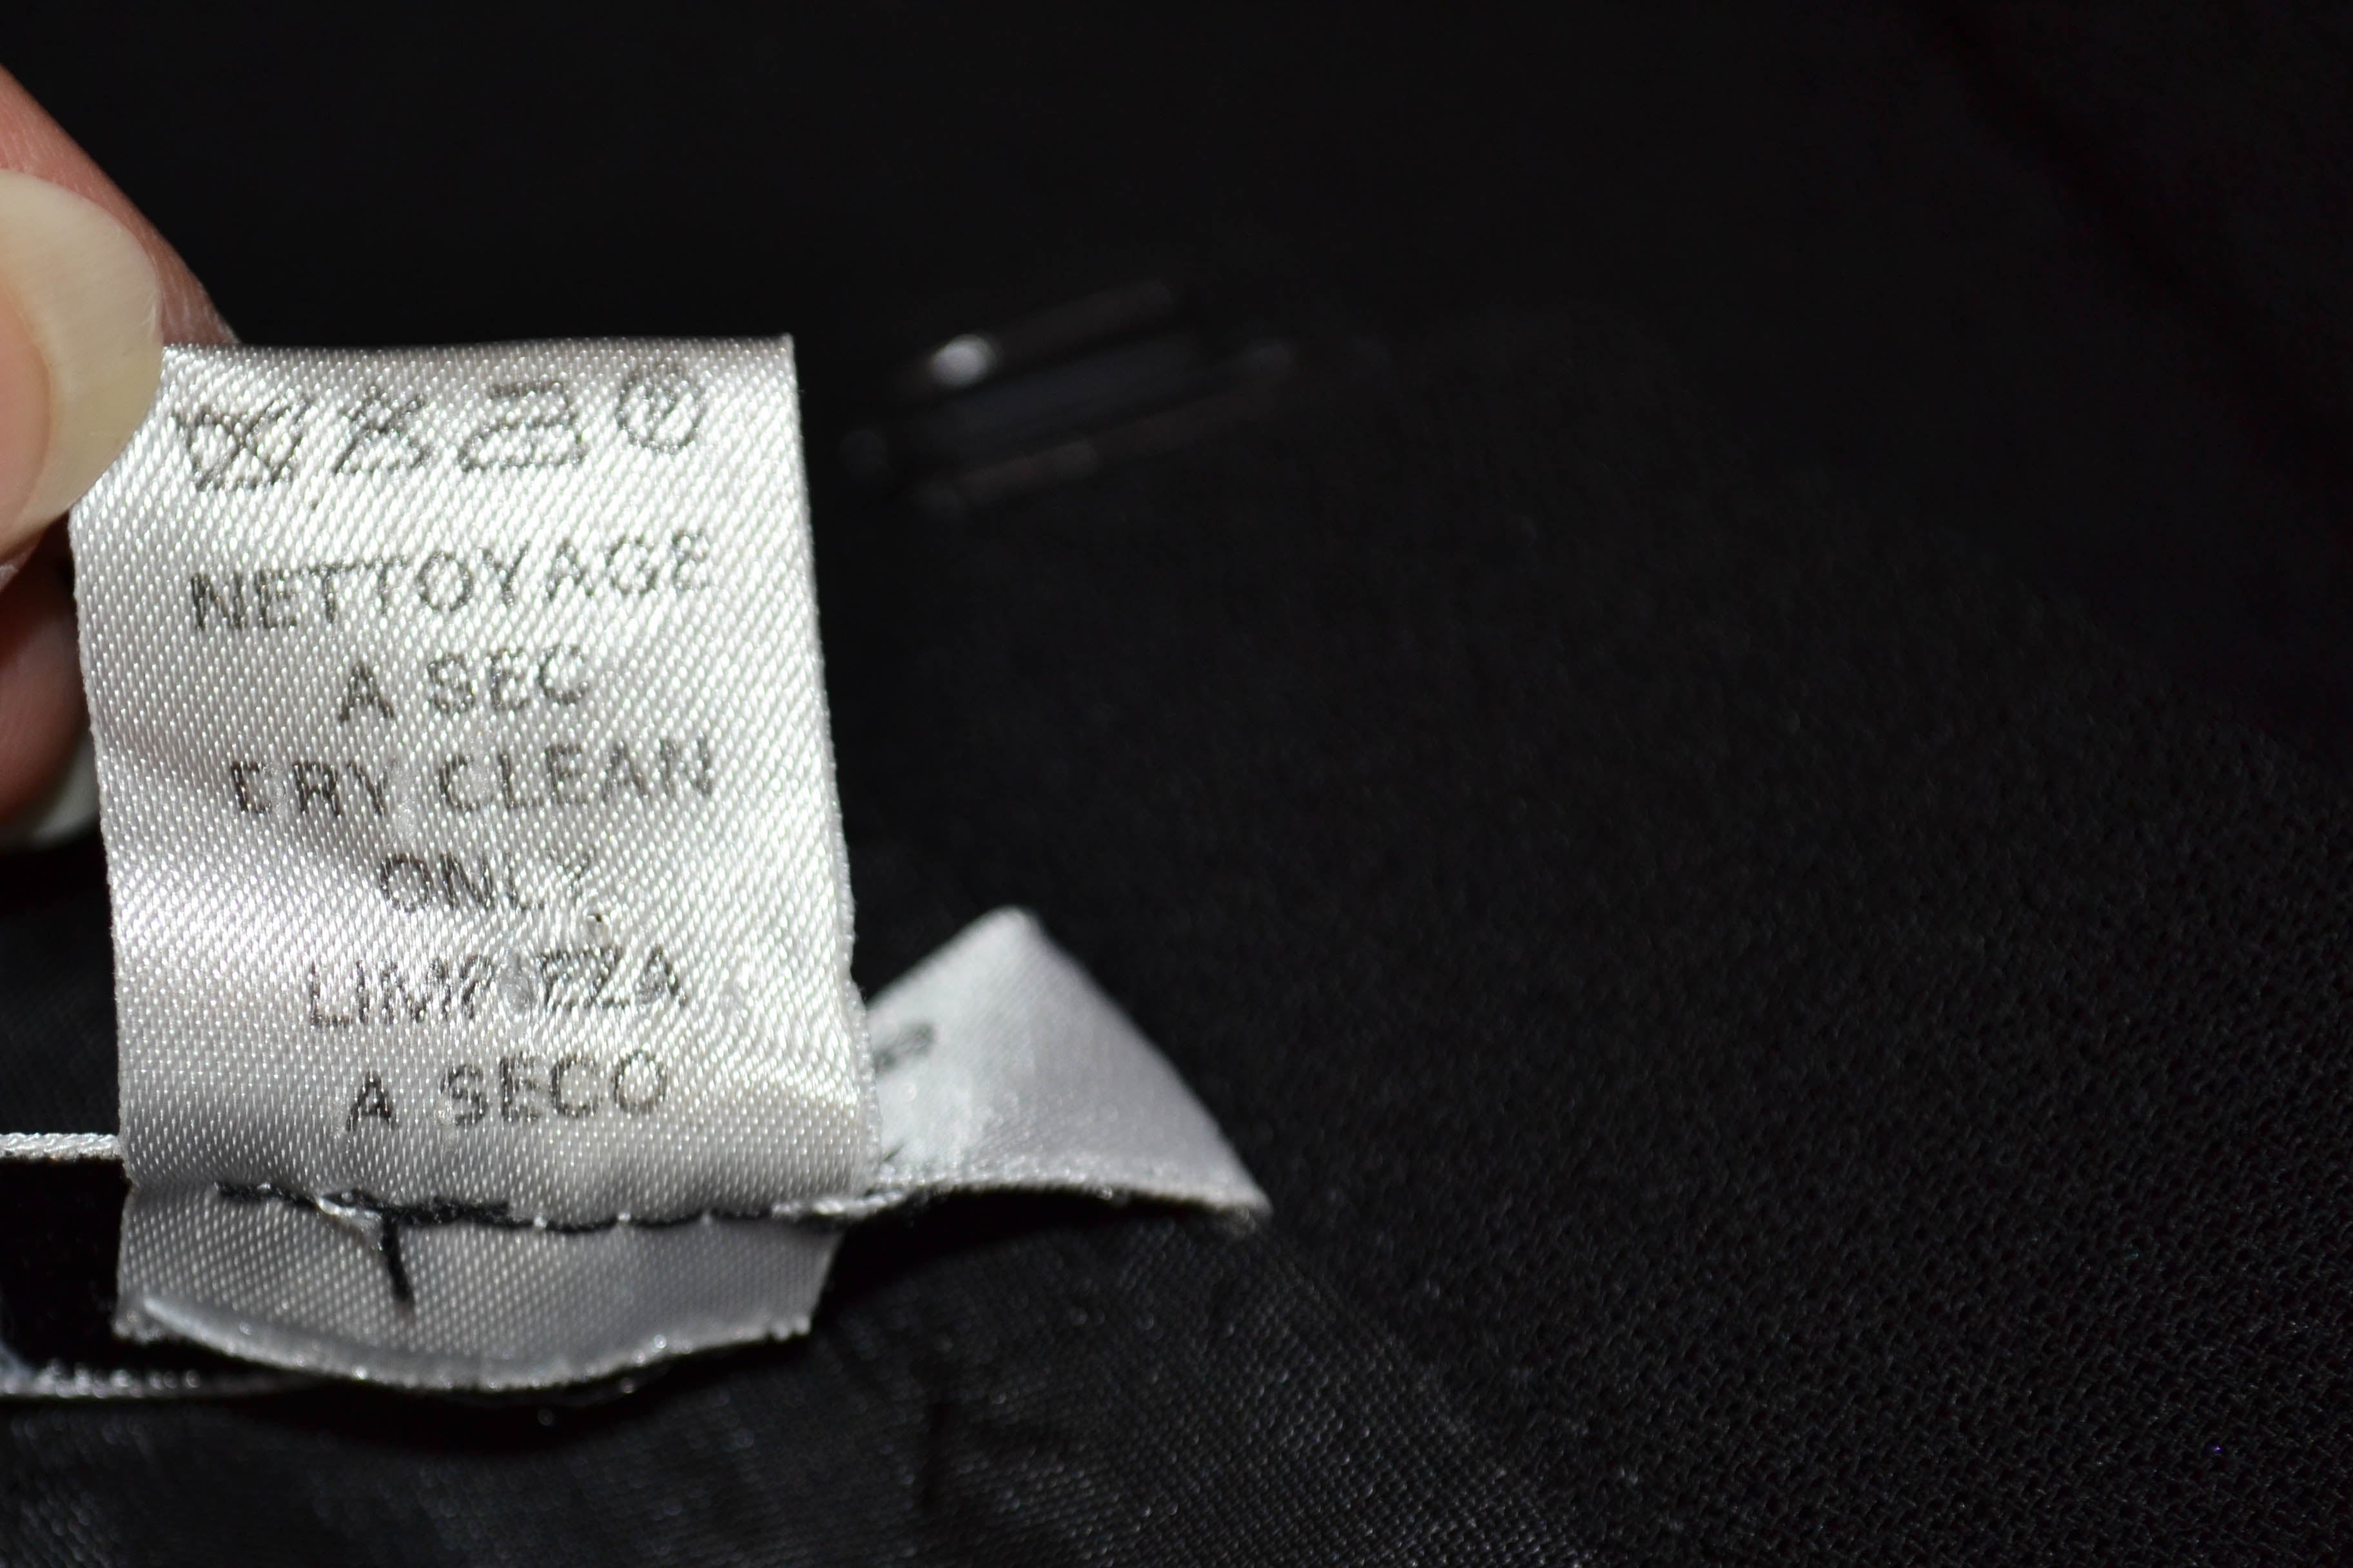 NETTOYAGE
A SEC
DRY CLEAN
ONLY
LIMPIEZA
A SECO